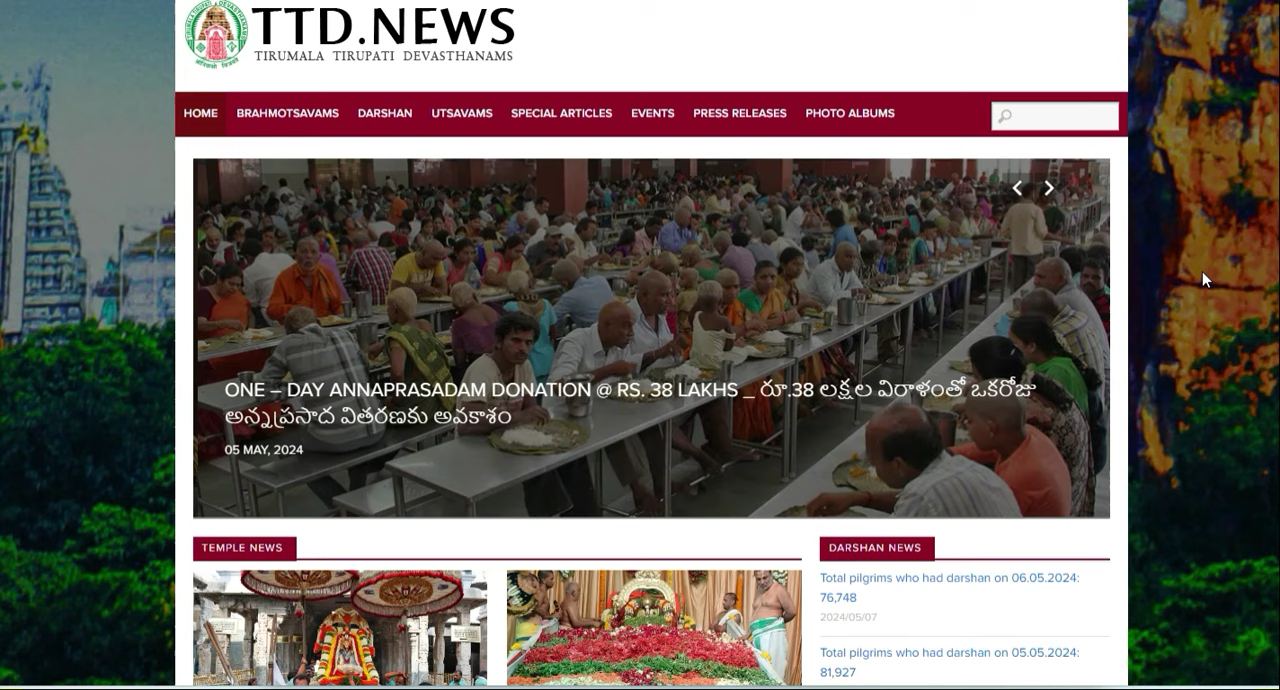 TTD.NEWS
TIRUMALA TIRUPATI DEVASTHANAMS
HOME BRAHMOTSAVAMS DARSHAN UTSAVAMS SPECIAL ARTICLES EVENTS PRESS RELEASES PHOTO ALBUMS
ONE – DAY ANNAPRASADAM DONATION @ RS. 38 LAKHS _ రూ.38 లక్షల విరాళంతో ఒకరోజు
అన్నప్రసాద వితరణకు అవకాశం
05 MAY, 2024
TEMPLE NEWS
DARSHAN NEWS
Total pilgrims who had darshan on 06.05.2024:
76,748
2024/05/07
Total pilgrims who had darshan on 05.05.2024:
81,927